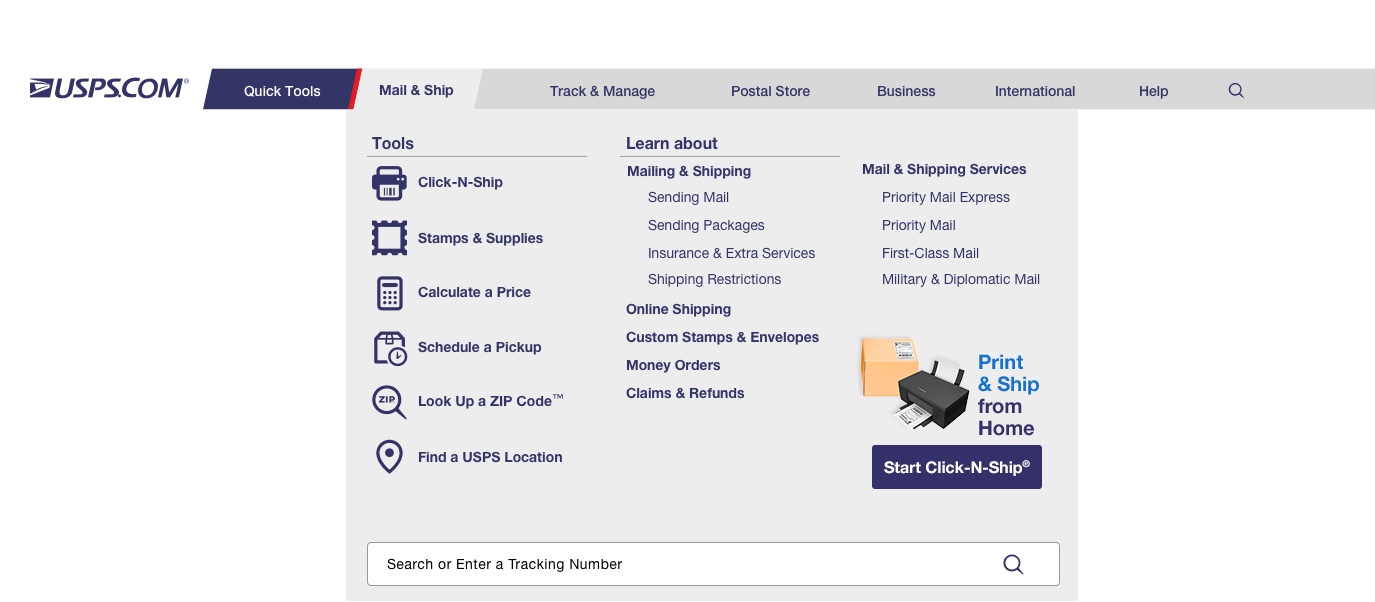 USPS.COM®
Quick Tools
Mail & Ship
Track & Manage
Postal Store
Business
International
Help
Tools
Click-N-Ship
Stamps & Supplies
Calculate a Price
Schedule a Pickup
ZIP
Look Up a ZIP Code™
Find a USPS Location
Learn about
Mailing & Shipping
Sending Mail
Sending Packages
Insurance & Extra Services
Shipping Restrictions
Online Shipping
Custom Stamps & Envelopes
Money Orders
Claims & Refunds
Mail & Shipping Services
Priority Mail Express
Priority Mail
First-Class Mail
Military & Diplomatic Mail
Print
& Ship
from
Home
Start Click-N-Ship®
Search or Enter a Tracking Number